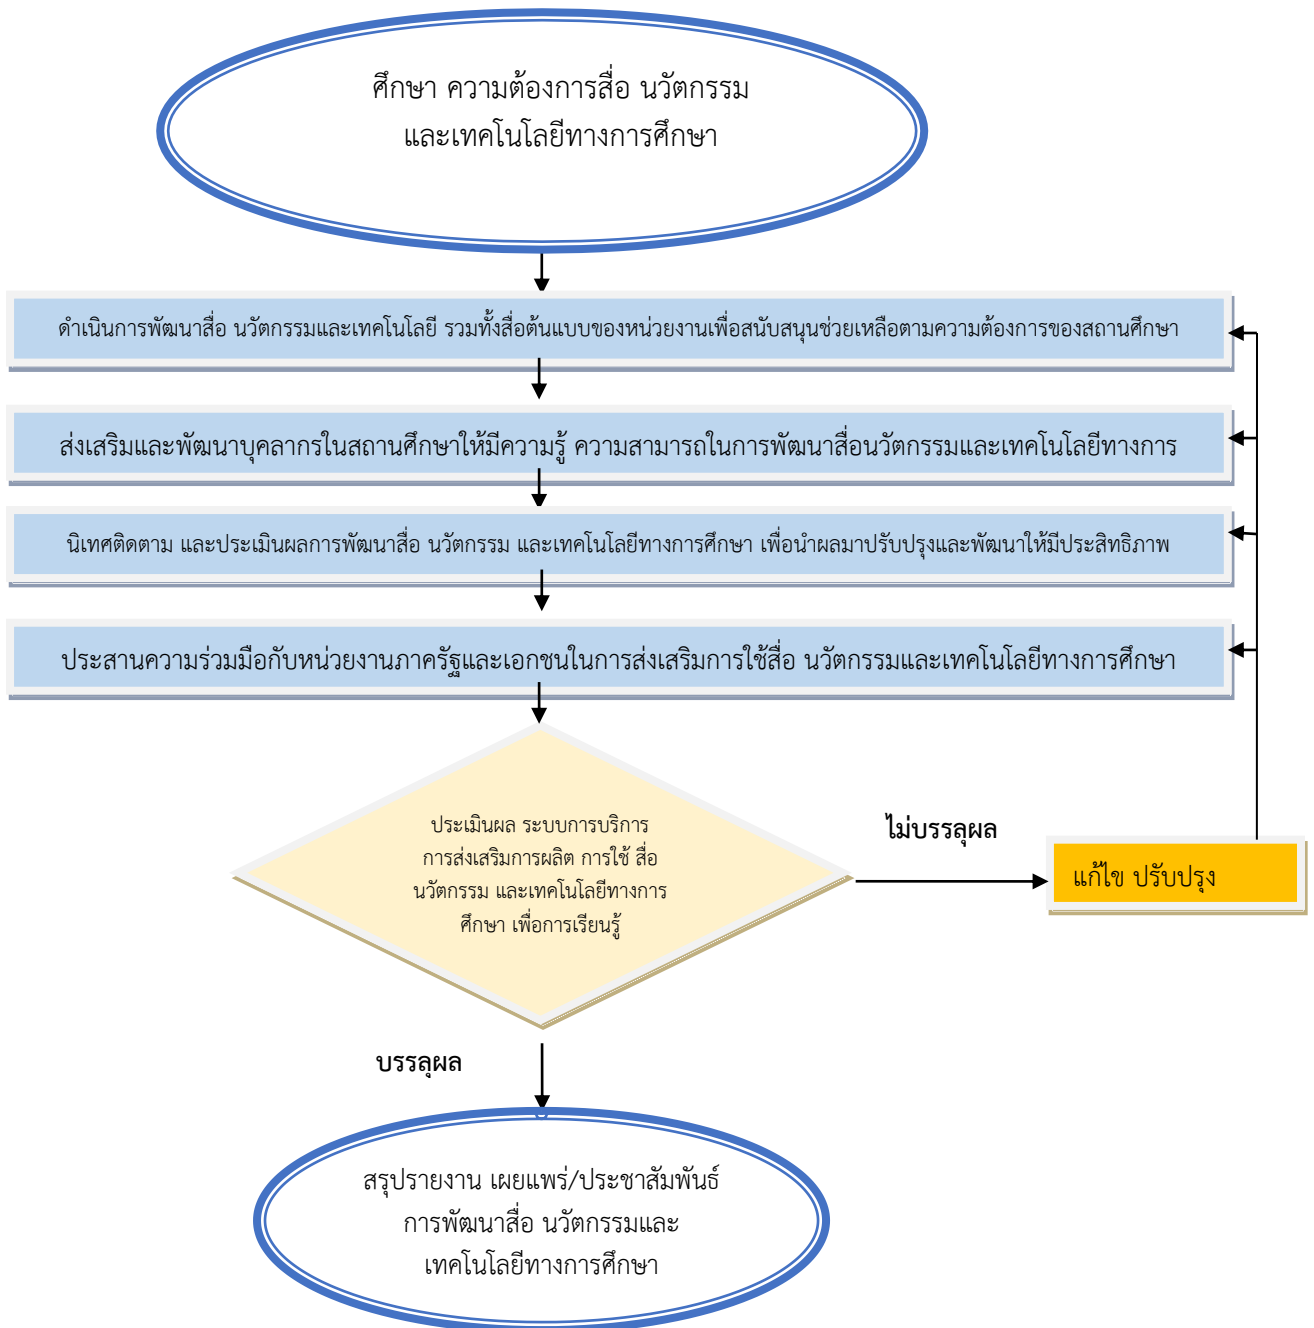 ศึกษา ความต้องการสื่อ นวัตกรรม
และเทคโนโลยีทางการศึกษา
ดำเนินการพัฒนาสื่อ นวัตกรรมและเทคโนโลยี รวมทั้งสื่อต้นแบบของหน่วยงานเพื่อสนับสนุนช่วยเหลือตามความต้องการของสถานศึกษา
ส่งเสริมและพัฒนาบุคลากรในสถานศึกษาให้มีความรู้ ความสามารถในการพัฒนาสื่อนวัตกรรมและเทคโนโลยีทางการ
นิเทศติดตาม และประเมินผลการพัฒนาสื่อ นวัตกรรม และเทคโนโลยีทางการศึกษา เพื่อนำผลมาปรับปรุงและพัฒนาให้มีประสิทธิภาพ
ประสานความร่วมมือกับหน่วยงานภาครัฐและเอกชนในการส่งเสริมการใช้สื่อ นวัตกรรมและเทคโนโลยีทางการศึกษา
ประเมินผล ระบบการบริการ
การส่งเสริมการผลิต การใช้ สื่อ
นวัตกรรม และเทคโนโลยีทางการ
ศึกษา เพื่อการเรียนรู้
ไม่บรรลุผล
แก้ไข ปรับปรุง
บรรลุผล
สรุปรายงาน เผยแพร่/ประชาสัมพันธ์
การพัฒนาสื่อ นวัตกรรมและ
เทคโนโลยีทางการศึกษา